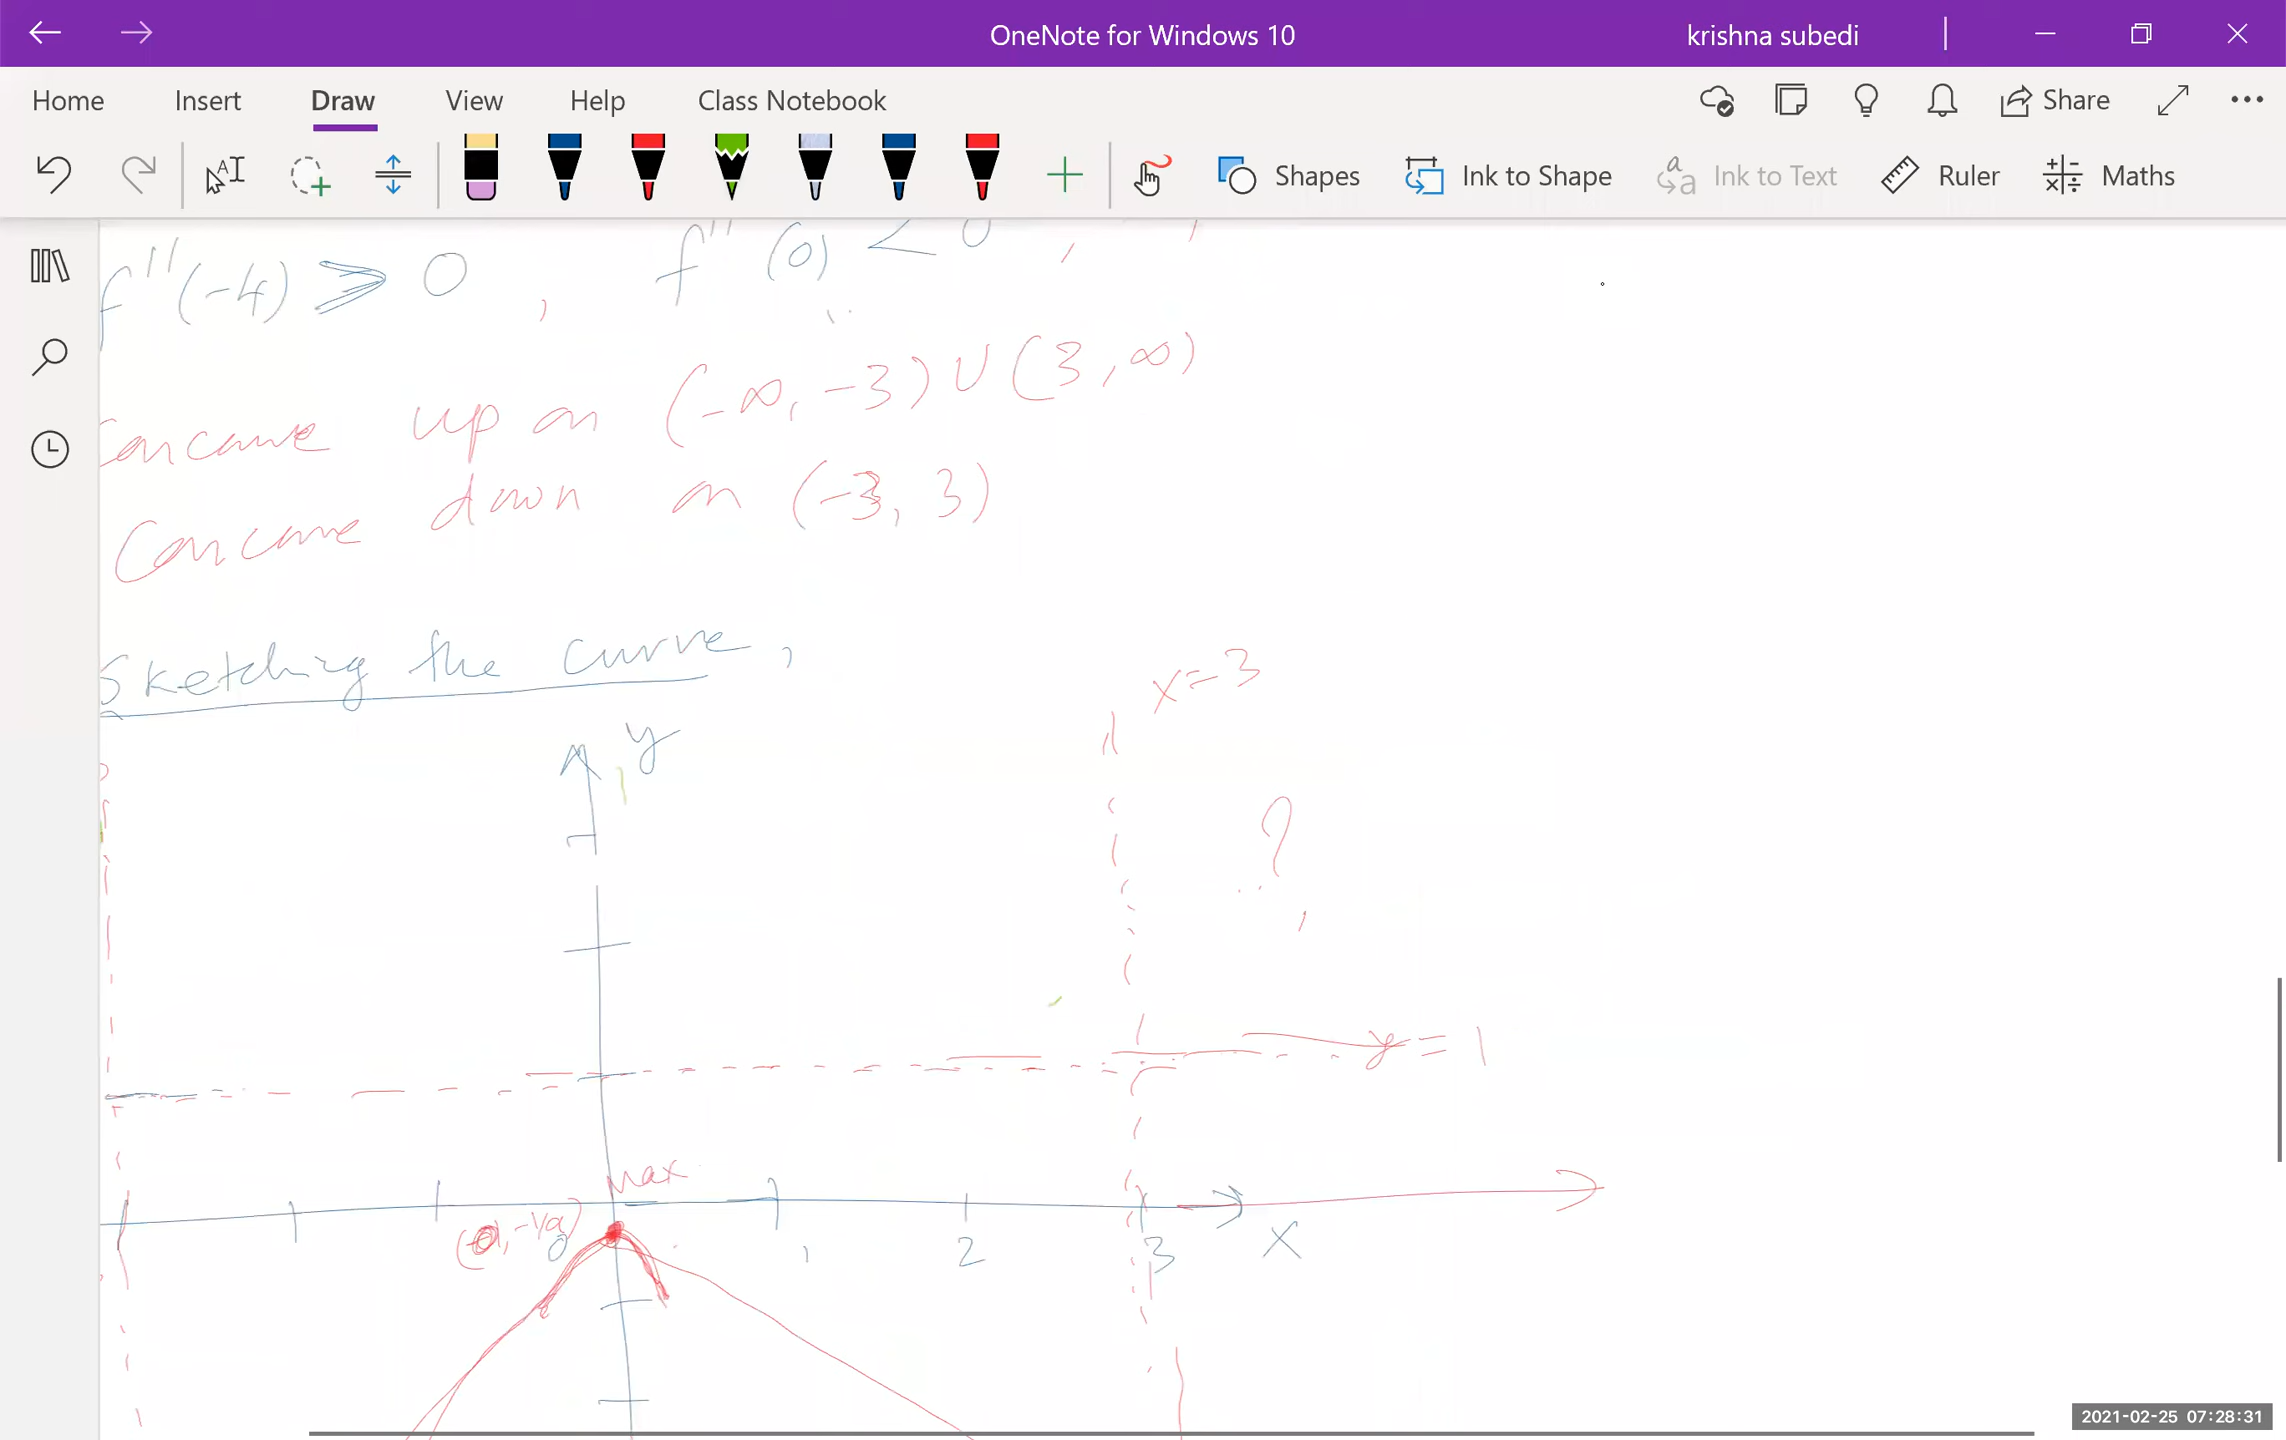 OneNote for Windows 10 krishna subedi
Home Insert Draw View Help Class Notebook Share
Shapes Ink to Shape Ink to Text Ruler Maths
f''(-4) > 0 , f''(0) < 0 ,
Concave up on (-∞, -3) ∪ (3, ∞)
Concave down on (-3, 3)
Sketching the curve,
x=3
y
?
y = 1
Max
0 1 2 3 x
2021-02-25 07:28:31